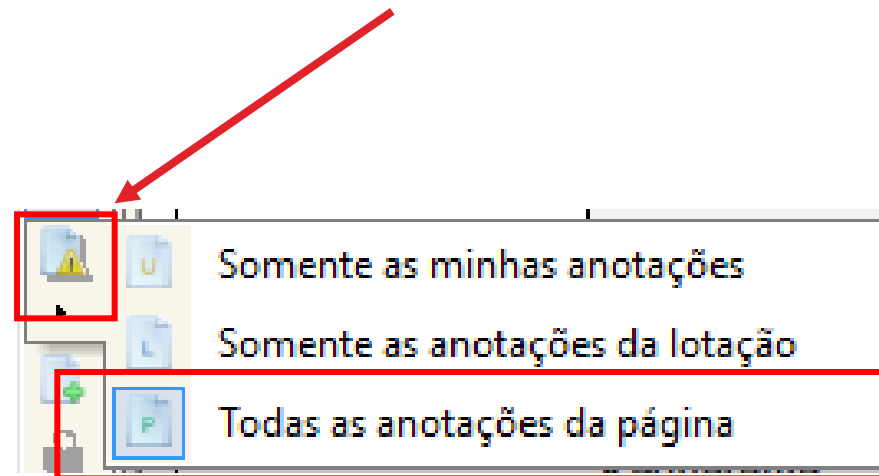 U Somente as minhas anotações
L Somente as anotações da lotação
P Todas as anotações da página